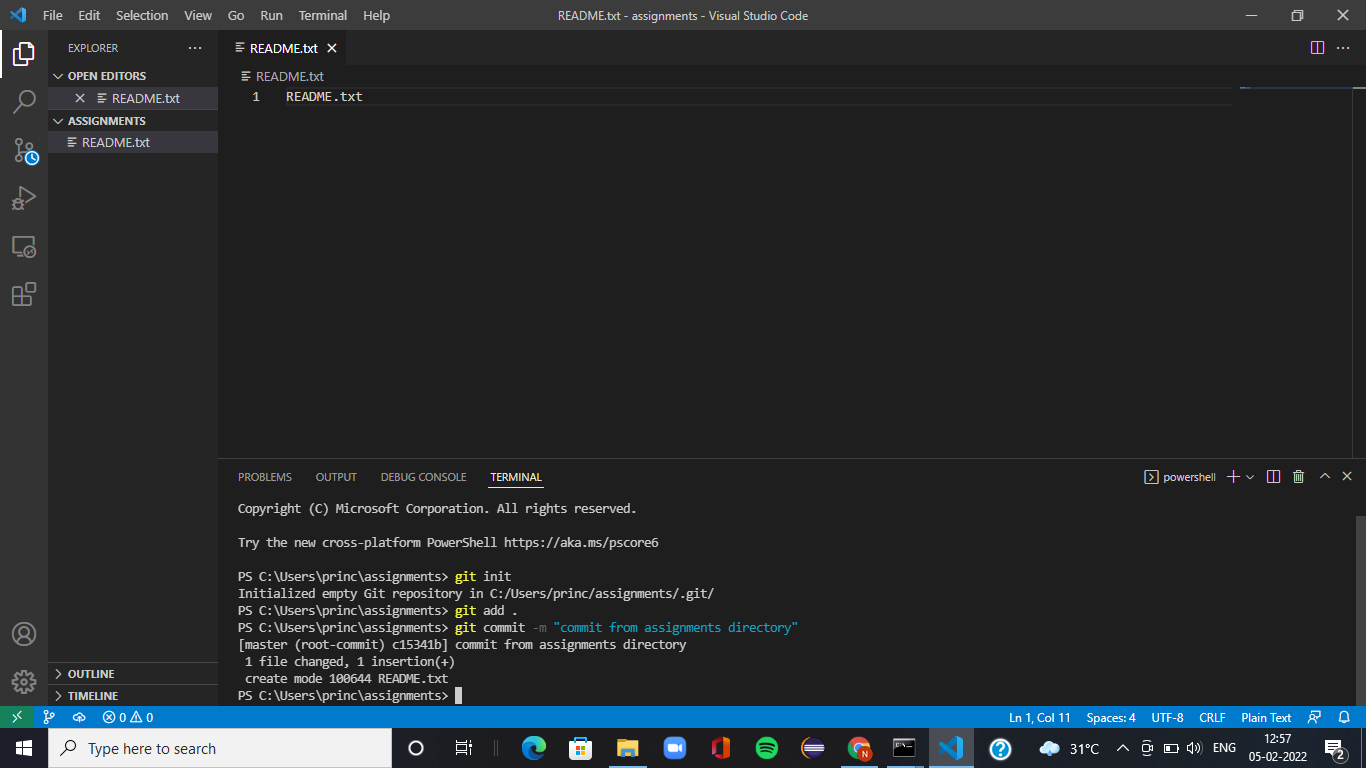 File Edit Selection View Go Run Terminal Help
README.txt - assignments - Visual Studio Code
EXPLORER
OPEN EDITORS
README.txt
ASSIGNMENTS
README.txt
OUTLINE
TIMELINE
README.txt
README.txt
1 README.txt
PROBLEMS OUTPUT DEBUG CONSOLE TERMINAL
powershell
Copyright (C) Microsoft Corporation. All rights reserved.
Try the new cross-platform PowerShell https://aka.ms/pscore6
PS C:\Users\princ\assignments> git init
Initialized empty Git repository in C:/Users/princ/assignments/.git/
PS C:\Users\princ\assignments> git add .
PS C:\Users\princ\assignments> git commit -m "commit from assignments directory"
[master (root-commit) c15341b] commit from assignments directory
1 file changed, 1 insertion(+)
create mode 100644 README.txt
PS C:\Users\princ\assignments>
0 0
Ln 1, Col 11 Spaces: 4 UTF-8 CRLF Plain Text
Type here to search
N
31°C
ENG
12:57
05-02-2022
2